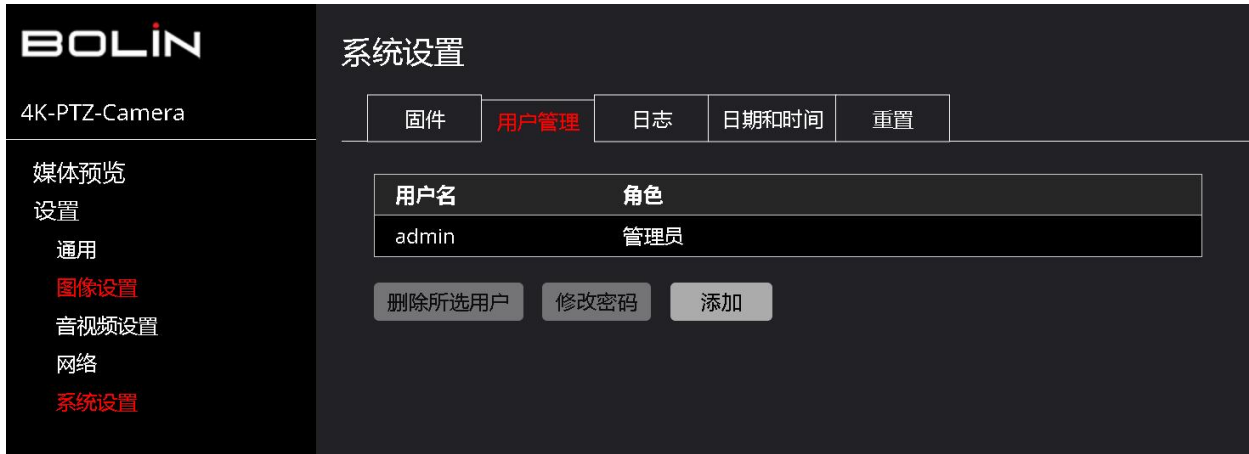 BOLIN
系统设置
4K-PTZ-Camera
固件 用户管理 日志 日期和时间 重置
媒体预览
设置
通用
图像设置
音视频设置
网络
系统设置
用户名 角色
admin 管理员
删除所选用户 修改密码 添加